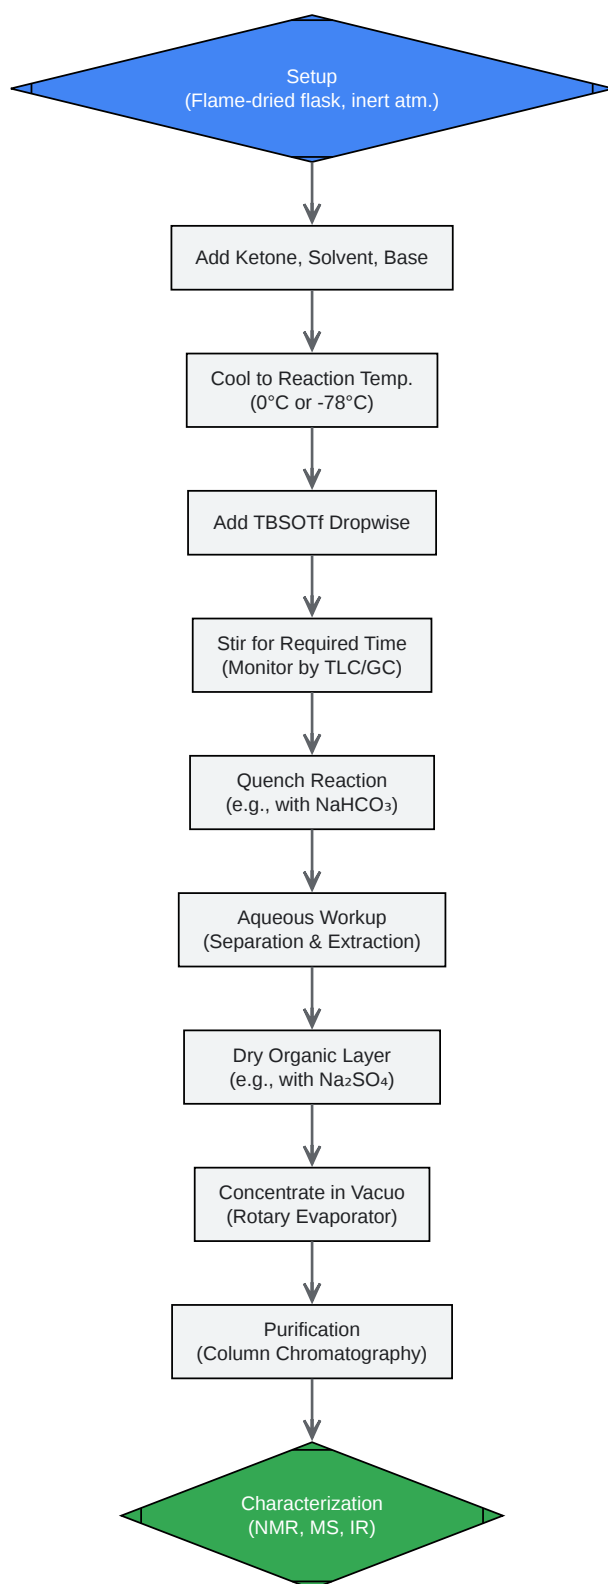 Setup
(Flame-dried flask, inert atm.)
Add Ketone, Solvent, Base
Cool to Reaction Temp.
(0°C or -78°C)
Add TBSOTf Dropwise
Stir for Required Time
(Monitor by TLC/GC)
Quench Reaction
(e.g., with NaHCO₃)
Aqueous Workup
(Separation & Extraction)
Dry Organic Layer
(e.g., with Na₂SO₄)
Concentrate in Vacuo
(Rotary Evaporator)
Purification
(Column Chromatography)
Characterization
(NMR, MS, IR)